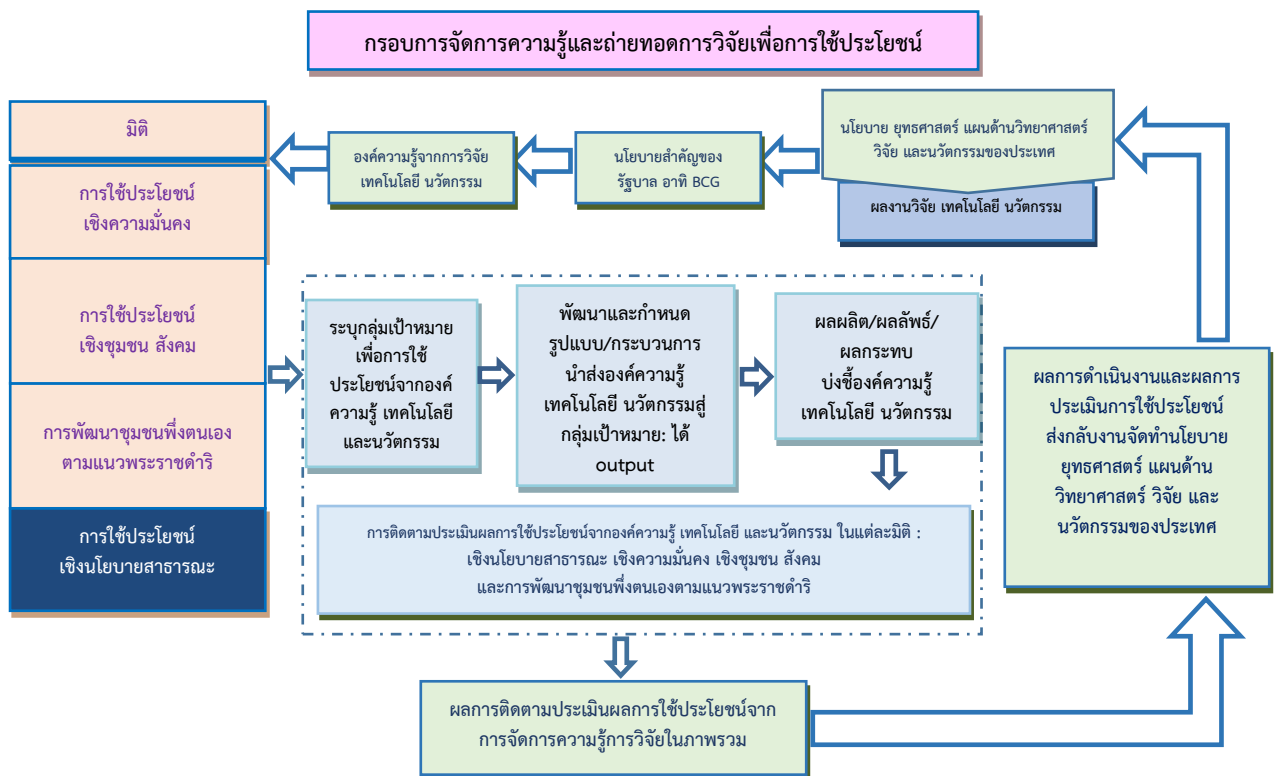 กรอบการจัดการความรู้และถ่ายทอดการวิจัยเพื่อการใช้ประโยชน์
มิติ
การใช้ประโยชน์
เชิงความมั่นคง
การใช้ประโยชน์
เชิงชุมชน สังคม
การพัฒนาชุมชนพึ่งตนเอง
ตามแนวพระราชดำริ
การใช้ประโยชน์
เชิงนโยบายสาธารณะ
องค์ความรู้จากการวิจัย
เทคโนโลยี นวัตกรรม
นโยบายสำคัญของ
รัฐบาล อาทิ BCG
นโยบาย ยุทธศาสตร์ แผนด้านวิทยาศาสตร์
วิจัย และนวัตกรรมของประเทศ
ผลงานวิจัย เทคโนโลยี นวัตกรรม
ระบุกลุ่มเป้าหมาย
เพื่อการใช้
ประโยชน์จากองค์
ความรู้ เทคโนโลยี
และนวัตกรรม
พัฒนาและกำหนด
รูปแบบ/กระบวนการ
นำส่งองค์ความรู้
เทคโนโลยี นวัตกรรมสู่
กลุ่มเป้าหมาย: ได้
output
ผลผลิต/ผลลัพธ์/
ผลกระทบ
บ่งชี้องค์ความรู้
เทคโนโลยี นวัตกรรม
การติดตามประเมินผลการใช้ประโยชน์จากองค์ความรู้ เทคโนโลยี และนวัตกรรม ในแต่ละมิติ :
เชิงนโยบายสาธารณะ เชิงความมั่นคง เชิงชุมชน สังคม
และการพัฒนาชุมชนพึ่งตนเองตามแนวพระราชดำริ
ผลการติดตามประเมินผลการใช้ประโยชน์จาก
การจัดการความรู้การวิจัยในภาพรวม
ผลการดำเนินงานและผลการ
ประเมินการใช้ประโยชน์
ส่งกลับงานจัดทำนโยบาย
ยุทธศาสตร์ แผนด้าน
วิทยาศาสตร์ วิจัย และ
นวัตกรรมของประเทศ